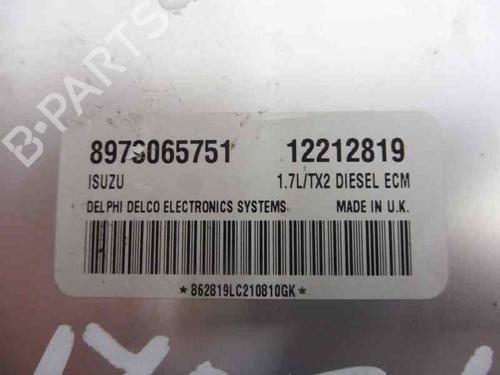 B-PARTS
8973065751 12212819
ISUZU 1.7L/TX2 DIESEL ECM
DELPHI DELCO ELECTRONICS SYSTEMS MADE IN U.K.
*862819LC210810GK*